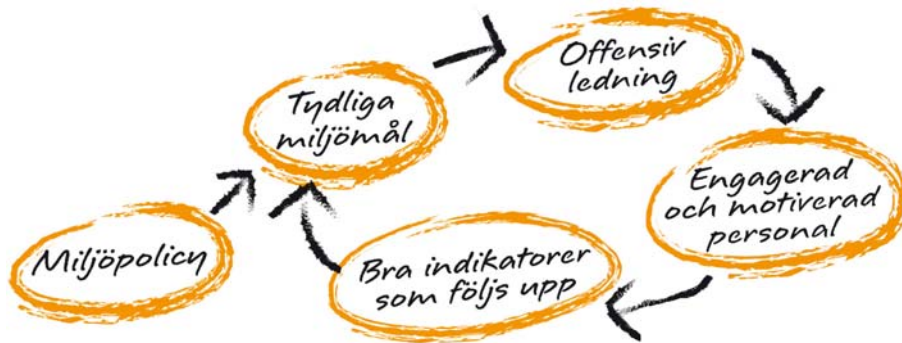 Offensiv
ledning
Tydliga
miljömål
Engagerad
och motiverad
personal
Miljöpolicy
Bra indikatorer
som följs upp